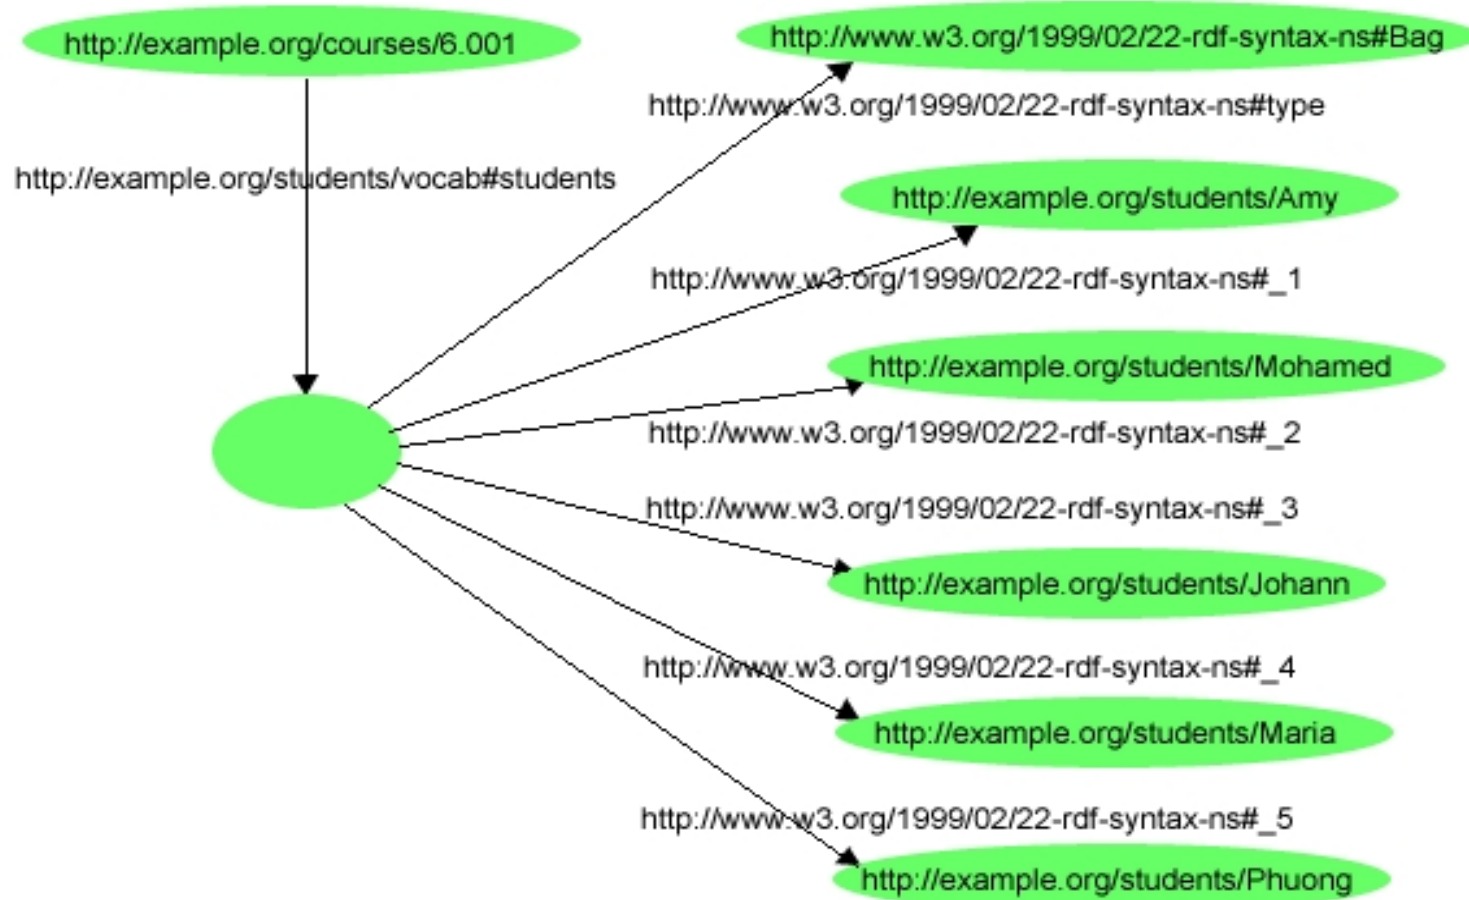 http://example.org/courses/6.001
http://www.w3.org/1999/02/22-rdf-syntax-ns#Bag
http://www.w3.org/1999/02/22-rdf-syntax-ns#type
http://example.org/students/vocab#students
http://example.org/students/Amy
http://www.w3.org/1999/02/22-rdf-syntax-ns#_1
http://example.org/students/Mohamed
http://www.w3.org/1999/02/22-rdf-syntax-ns#_2
http://www.w3.org/1999/02/22-rdf-syntax-ns#_3
http://example.org/students/Johann
http://www.w3.org/1999/02/22-rdf-syntax-ns#_4
http://example.org/students/Maria
http://www.w3.org/1999/02/22-rdf-syntax-ns#_5
http://example.org/students/Phuong